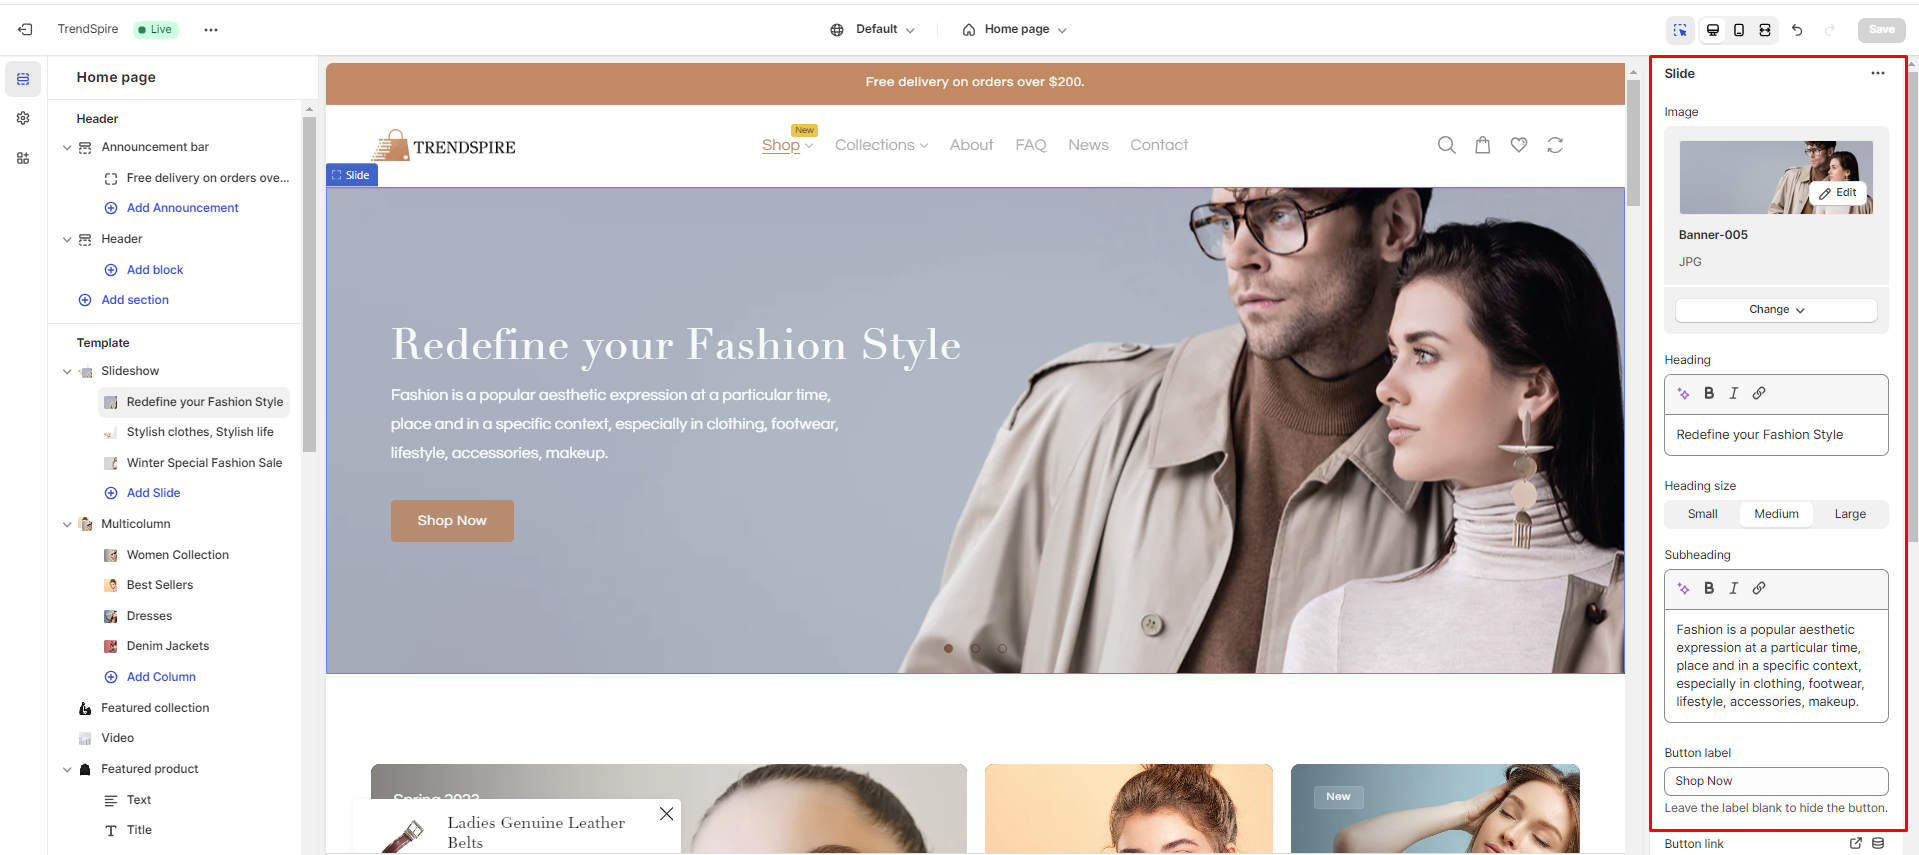 TrendSpire
Live
Default
Home page
Save
Home page
Header
Announcement bar
Free delivery on orders ove...
Add Announcement
Header
Add block
Add section
Template
Slideshow
Redefine your Fashion Style
Stylish clothes, Stylish life
Winter Special Fashion Sale
Add Slide
Multicolumn
Women Collection
Best Sellers
Dresses
Denim Jackets
Add Column
Featured collection
Video
Featured product
Text
Title
Free delivery on orders over $200.
TRENDSPIRE
New
Shop
Collections
About
FAQ
News
Contact
Slide
Redefine your Fashion Style
Fashion is a popular aesthetic expression at a particular time,
place and in a specific context, especially in clothing, footwear,
lifestyle, accessories, makeup.
Shop Now
Spring 2023
Ladies Genuine Leather
Belts
New
Slide
Image
Edit
Banner-005
JPG
Change
Heading
B I
Redefine your Fashion Style
Heading size
Small Medium Large
Subheading
B I
Fashion is a popular aesthetic
expression at a particular time,
place and in a specific context,
especially in clothing, footwear,
lifestyle, accessories, makeup.
Button label
Shop Now
Leave the label blank to hide the button.
Button link